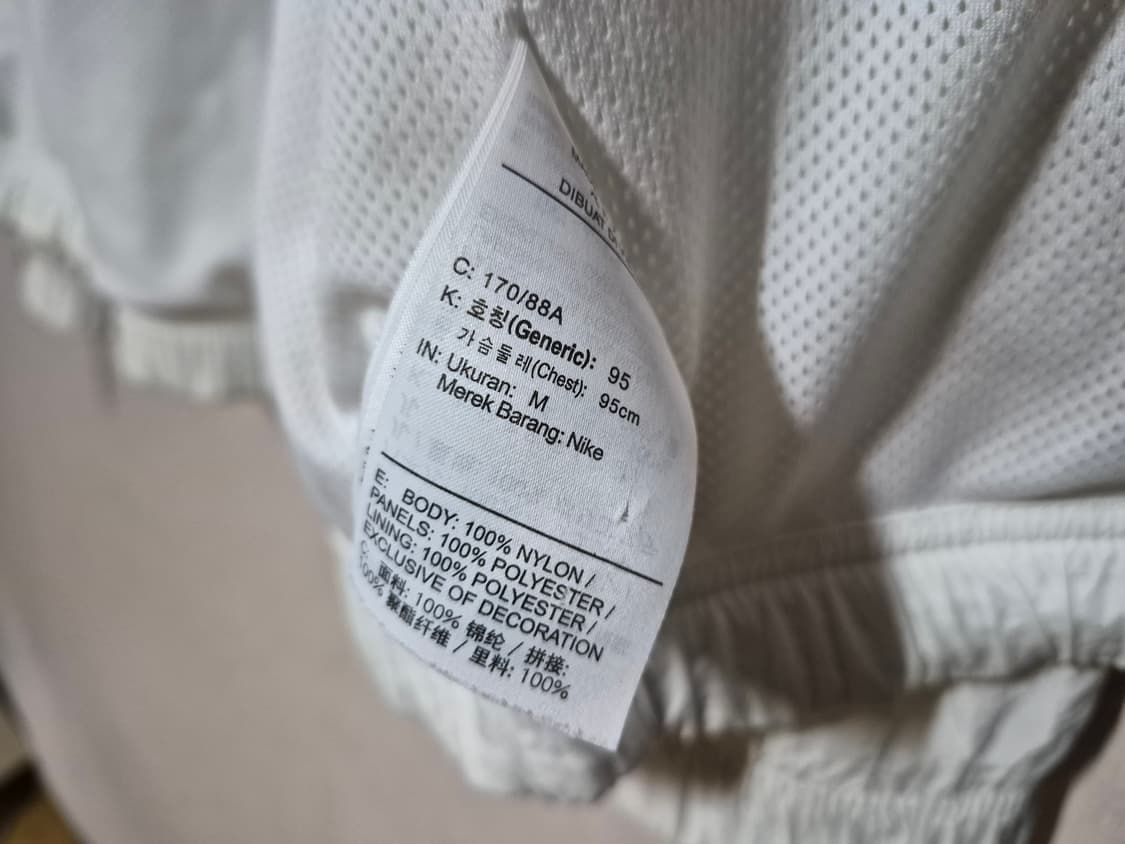 DIBUAT
C: 170/88A
K: 호칭(Generic): 95
가슴둘레(Chest): 95cm
IN: Ukuran: M
Merek Barang: Nike
E: BODY: 100% NYLON /
PANELS: 100% POLYESTER /
LINING: 100% POLYESTER /
EXCLUSIVE OF DECORATION
C: 面料: 100% 锦纶 / 拼接:
100% 聚酯纤维 / 里料: 100%